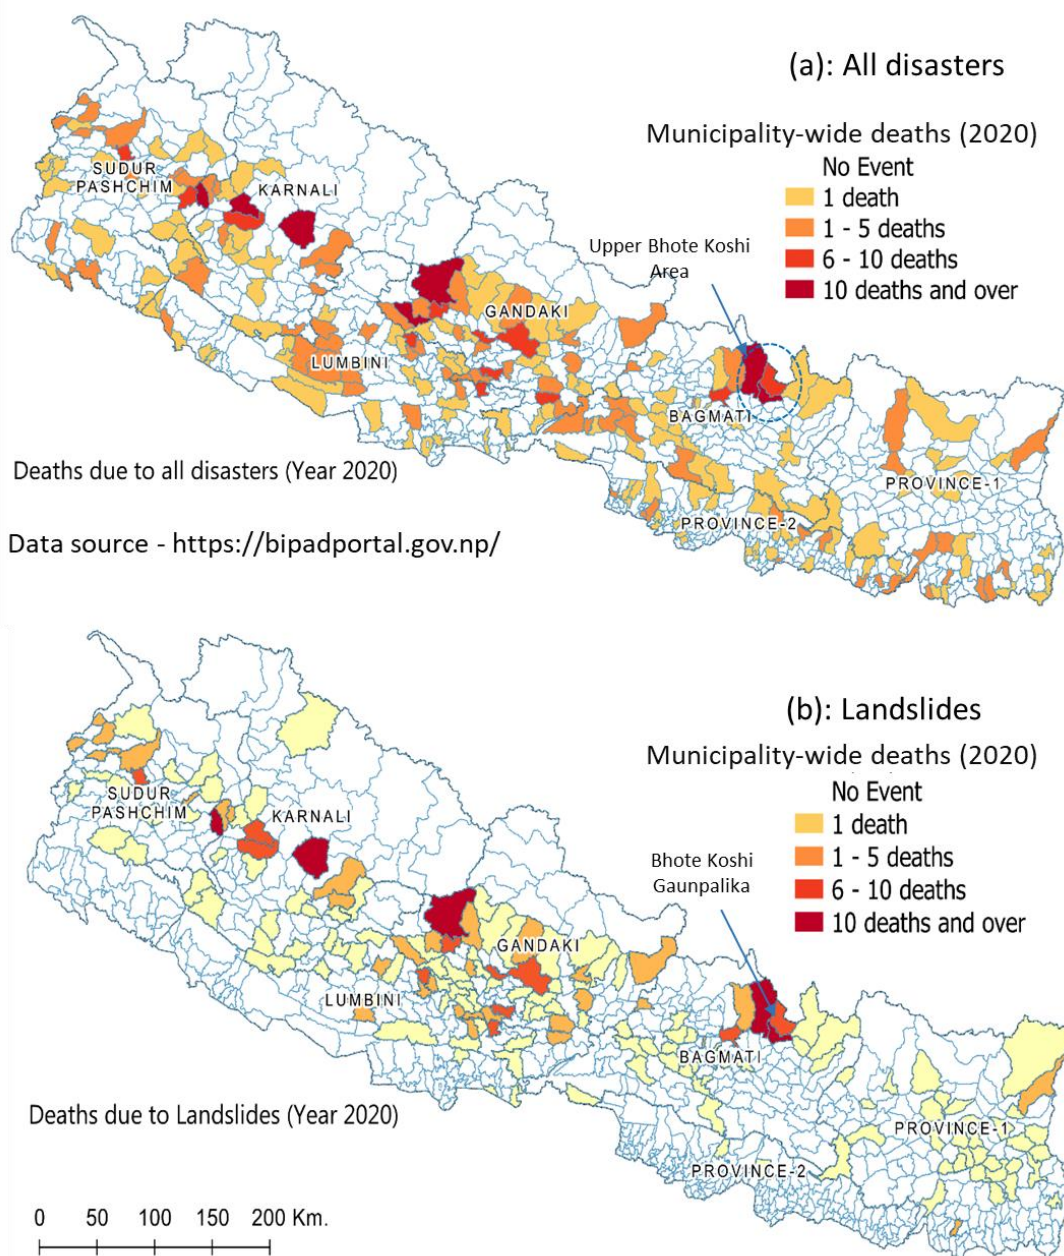 (a): All disasters
Municipality-wide deaths (2020)
No Event
1 death
1 - 5 deaths
6 - 10 deaths
10 deaths and over
SUDUR
PASHCHIM
KARNALI
Upper Bhote Koshi
Area
GANDAKI
LUMBINI
BAGMATI
Deaths due to all disasters (Year 2020)
PROVINCE-1
PROVINCE-2
Data source - https://bipadportal.gov.np/
(b): Landslides
Municipality-wide deaths (2020)
No Event
1 death
1 - 5 deaths
6 - 10 deaths
10 deaths and over
SUDUR
PASHCHIM
KARNALI
Bhote Koshi
Gaunpalika
GANDAKI
LUMBINI
BAGMATI
Deaths due to Landslides (Year 2020)
PROVINCE-1
PROVINCE-2
0 50 100 150 200 Km.